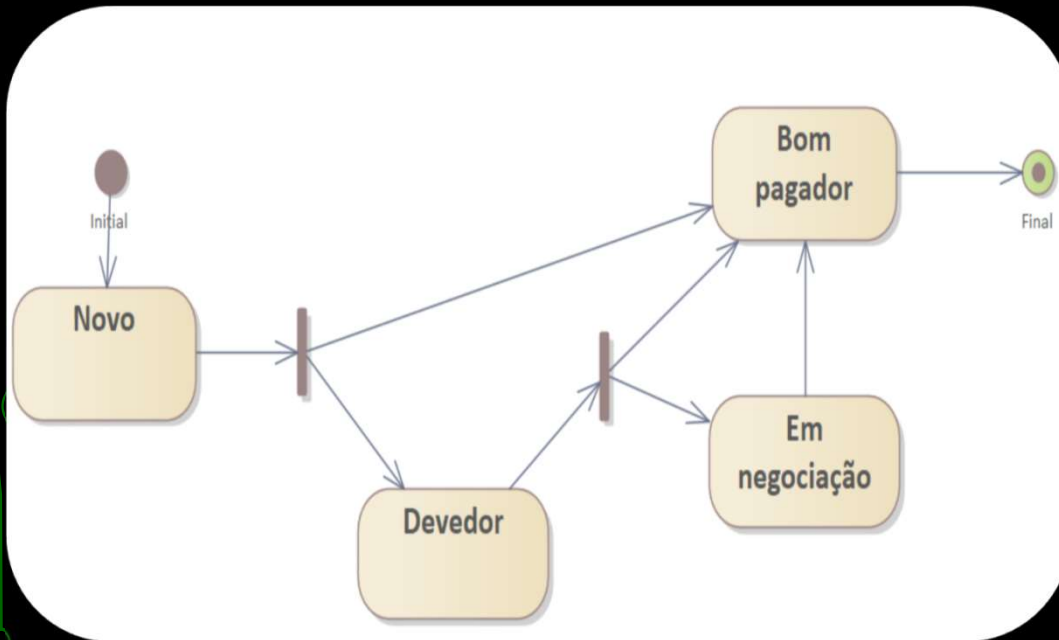 Initial
Novo
Bom
pagador
Final
Devedor
Em
negociação